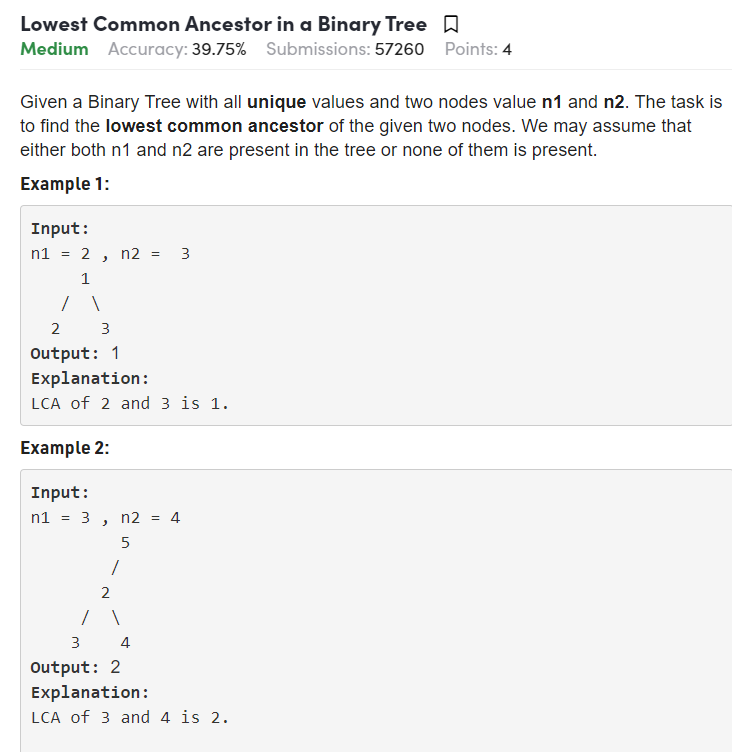 Lowest Common Ancestor in a Binary Tree
Medium Accuracy: 39.75% Submissions: 57260 Points: 4
Given a Binary Tree with all unique values and two nodes value n1 and n2. The task is
to find the lowest common ancestor of the given two nodes. We may assume that
either both n1 and n2 are present in the tree or none of them is present.
Example 1:
Input:
n1 = 2 , n2 =  3
1
/  \
2    3
Output: 1
Explanation:
LCA of 2 and 3 is 1.
Example 2:
Input:
n1 = 3 , n2 = 4
5
/
2
/  \
3    4
Output: 2
Explanation:
LCA of 3 and 4 is 2.